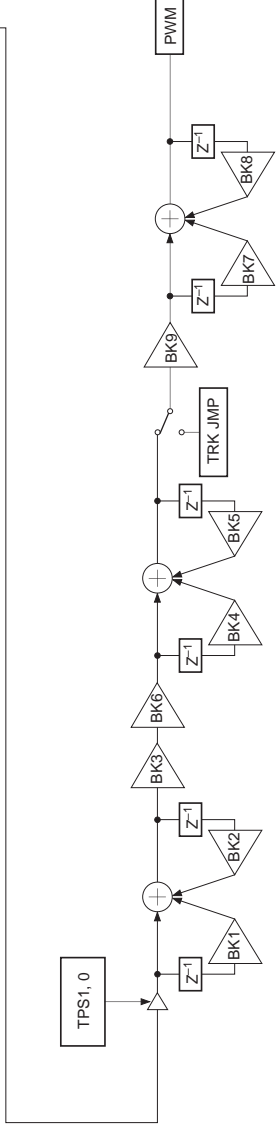 TPS1, 0
Z⁻¹
BK1
Z⁻¹
BK2
BK3
BK6
Z⁻¹
BK4
Z⁻¹
BK5
TRK JMP
BK9
Z⁻¹
BK7
Z⁻¹
BK8
PWM